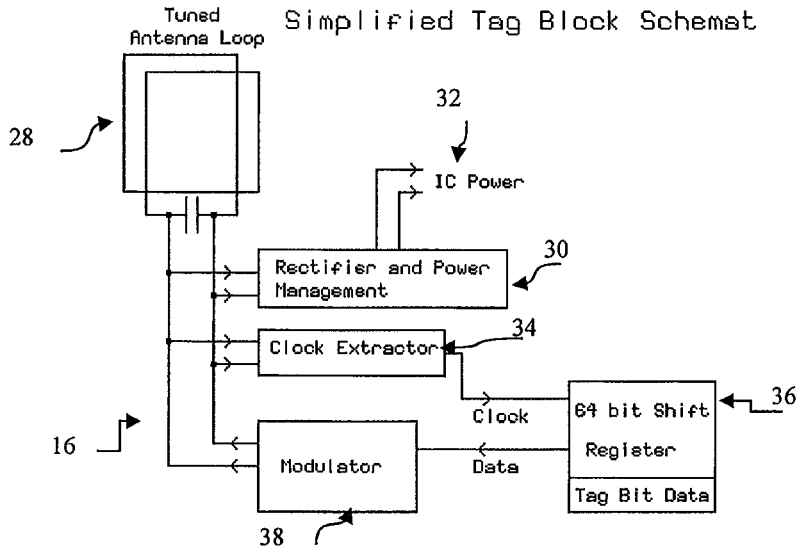 Tuned
Antenna Loop
Simplified Tag Block Schemat
28
32
IC Power
Rectifier and Power
Management
30
34
Clock Extractor
36
64 bit Shift
Register
Clock
16
Modulator
Data
Tag Bit Data
38